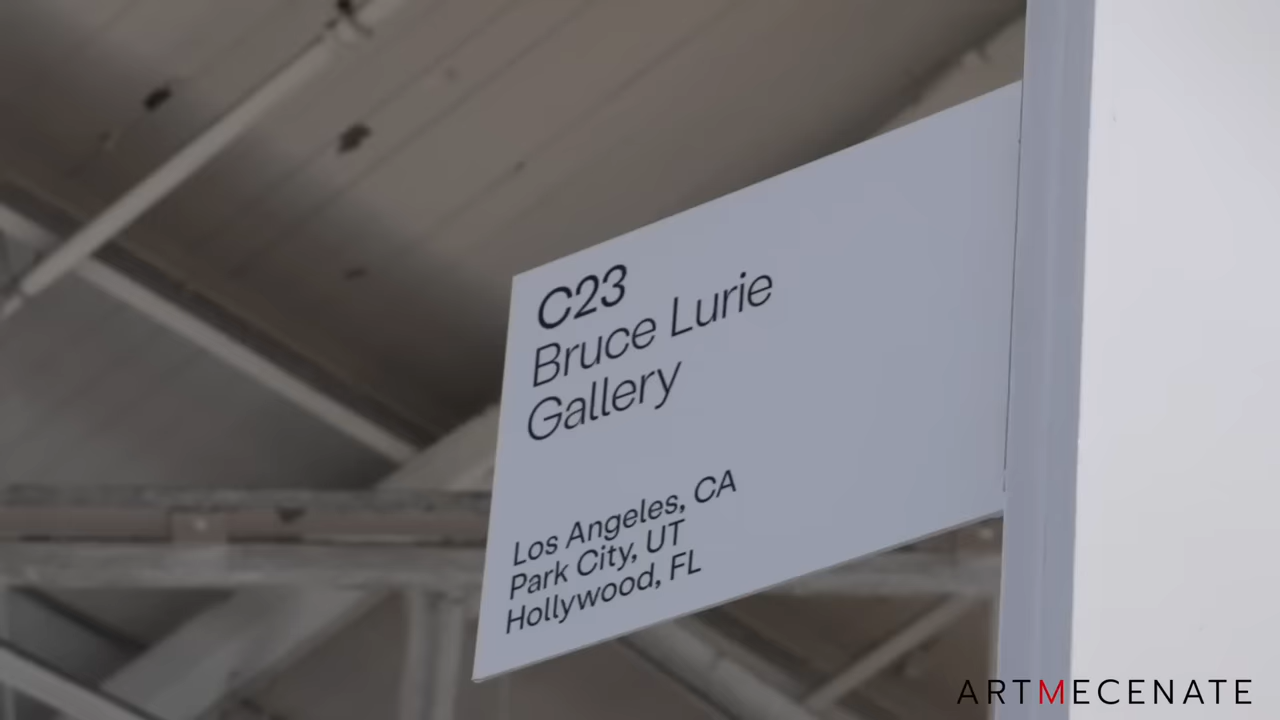 C23
Bruce Lurie
Gallery
Los Angeles, CA
Park City, UT
Hollywood, FL
ARTMECENATE